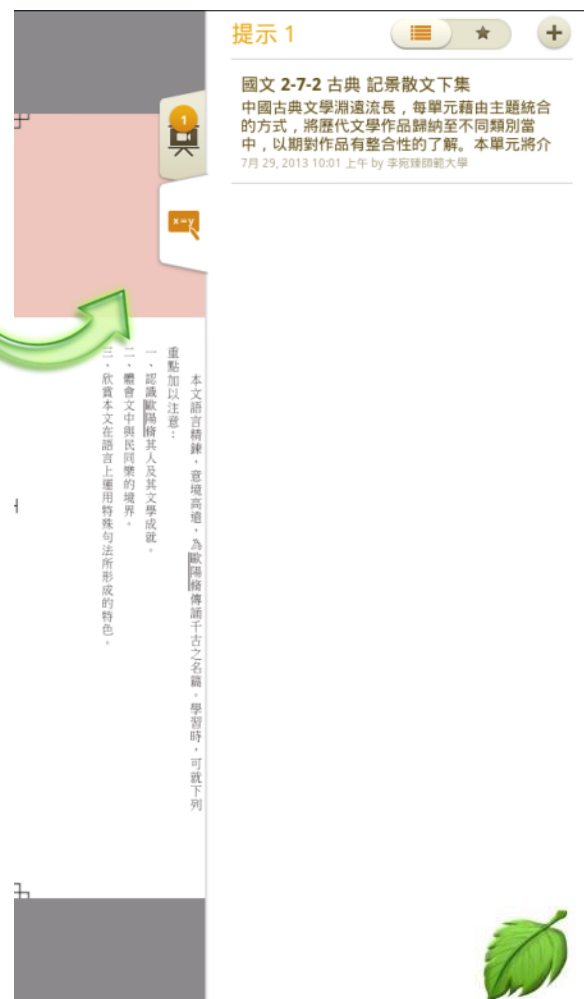 提示 1
+
國文 2-7-2 古典 記景散文下集
中國古典文學淵遠流長，每單元藉由主題統合
的方式，將歷代文學作品歸納至不同類別當
中，以期對作品有整合性的了解。本單元將介
7月 29, 2013 10:01 上午 by 李宛臻師範大學
1
x=y
本文語言精鍊，意境高遠，為歐陽脩傳誦千古之名篇。學習時，可就下列
重點加以注意：
一、認識歐陽脩其人及其文學成就。
二、體會文中與民同樂的境界。
三、欣賞本文在語言上運用特殊句法所形成的特色。